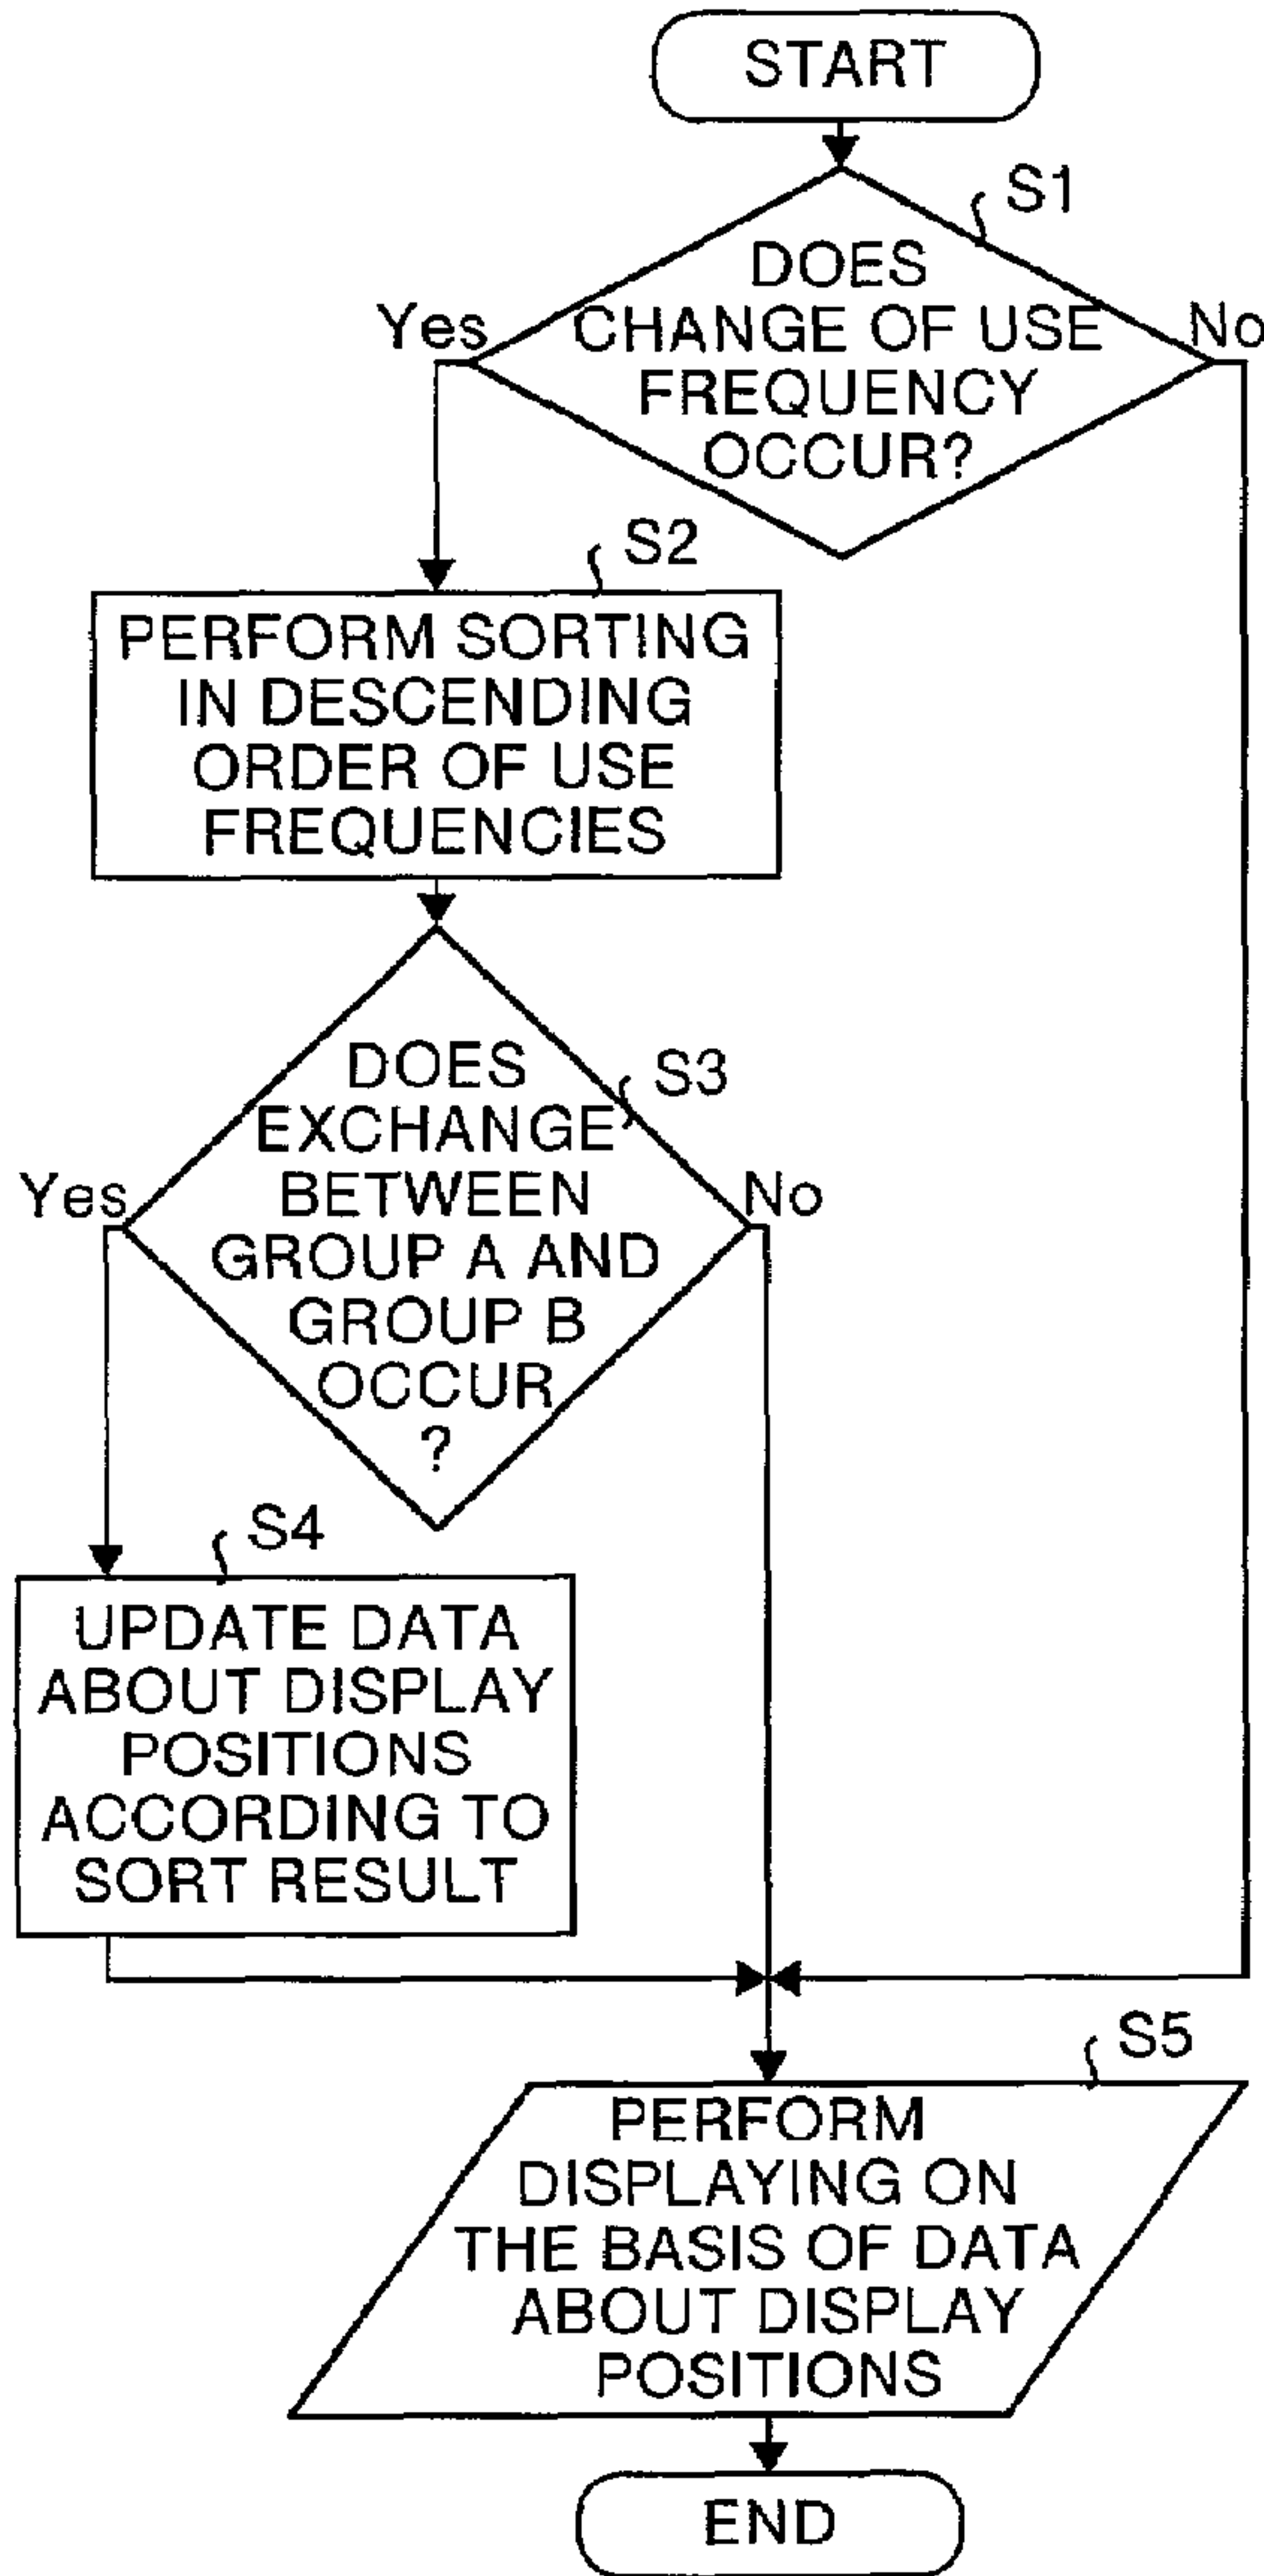 START
S1
DOES
CHANGE OF USE
FREQUENCY
OCCUR?
Yes
No
S2
PERFORM SORTING
IN DESCENDING
ORDER OF USE
FREQUENCIES
S3
DOES
EXCHANGE
BETWEEN
GROUP A AND
GROUP B
OCCUR
?
Yes
No
S4
UPDATE DATA
ABOUT DISPLAY
POSITIONS
ACCORDING TO
SORT RESULT
S5
PERFORM
DISPLAYING ON
THE BASIS OF DATA
ABOUT DISPLAY
POSITIONS
END